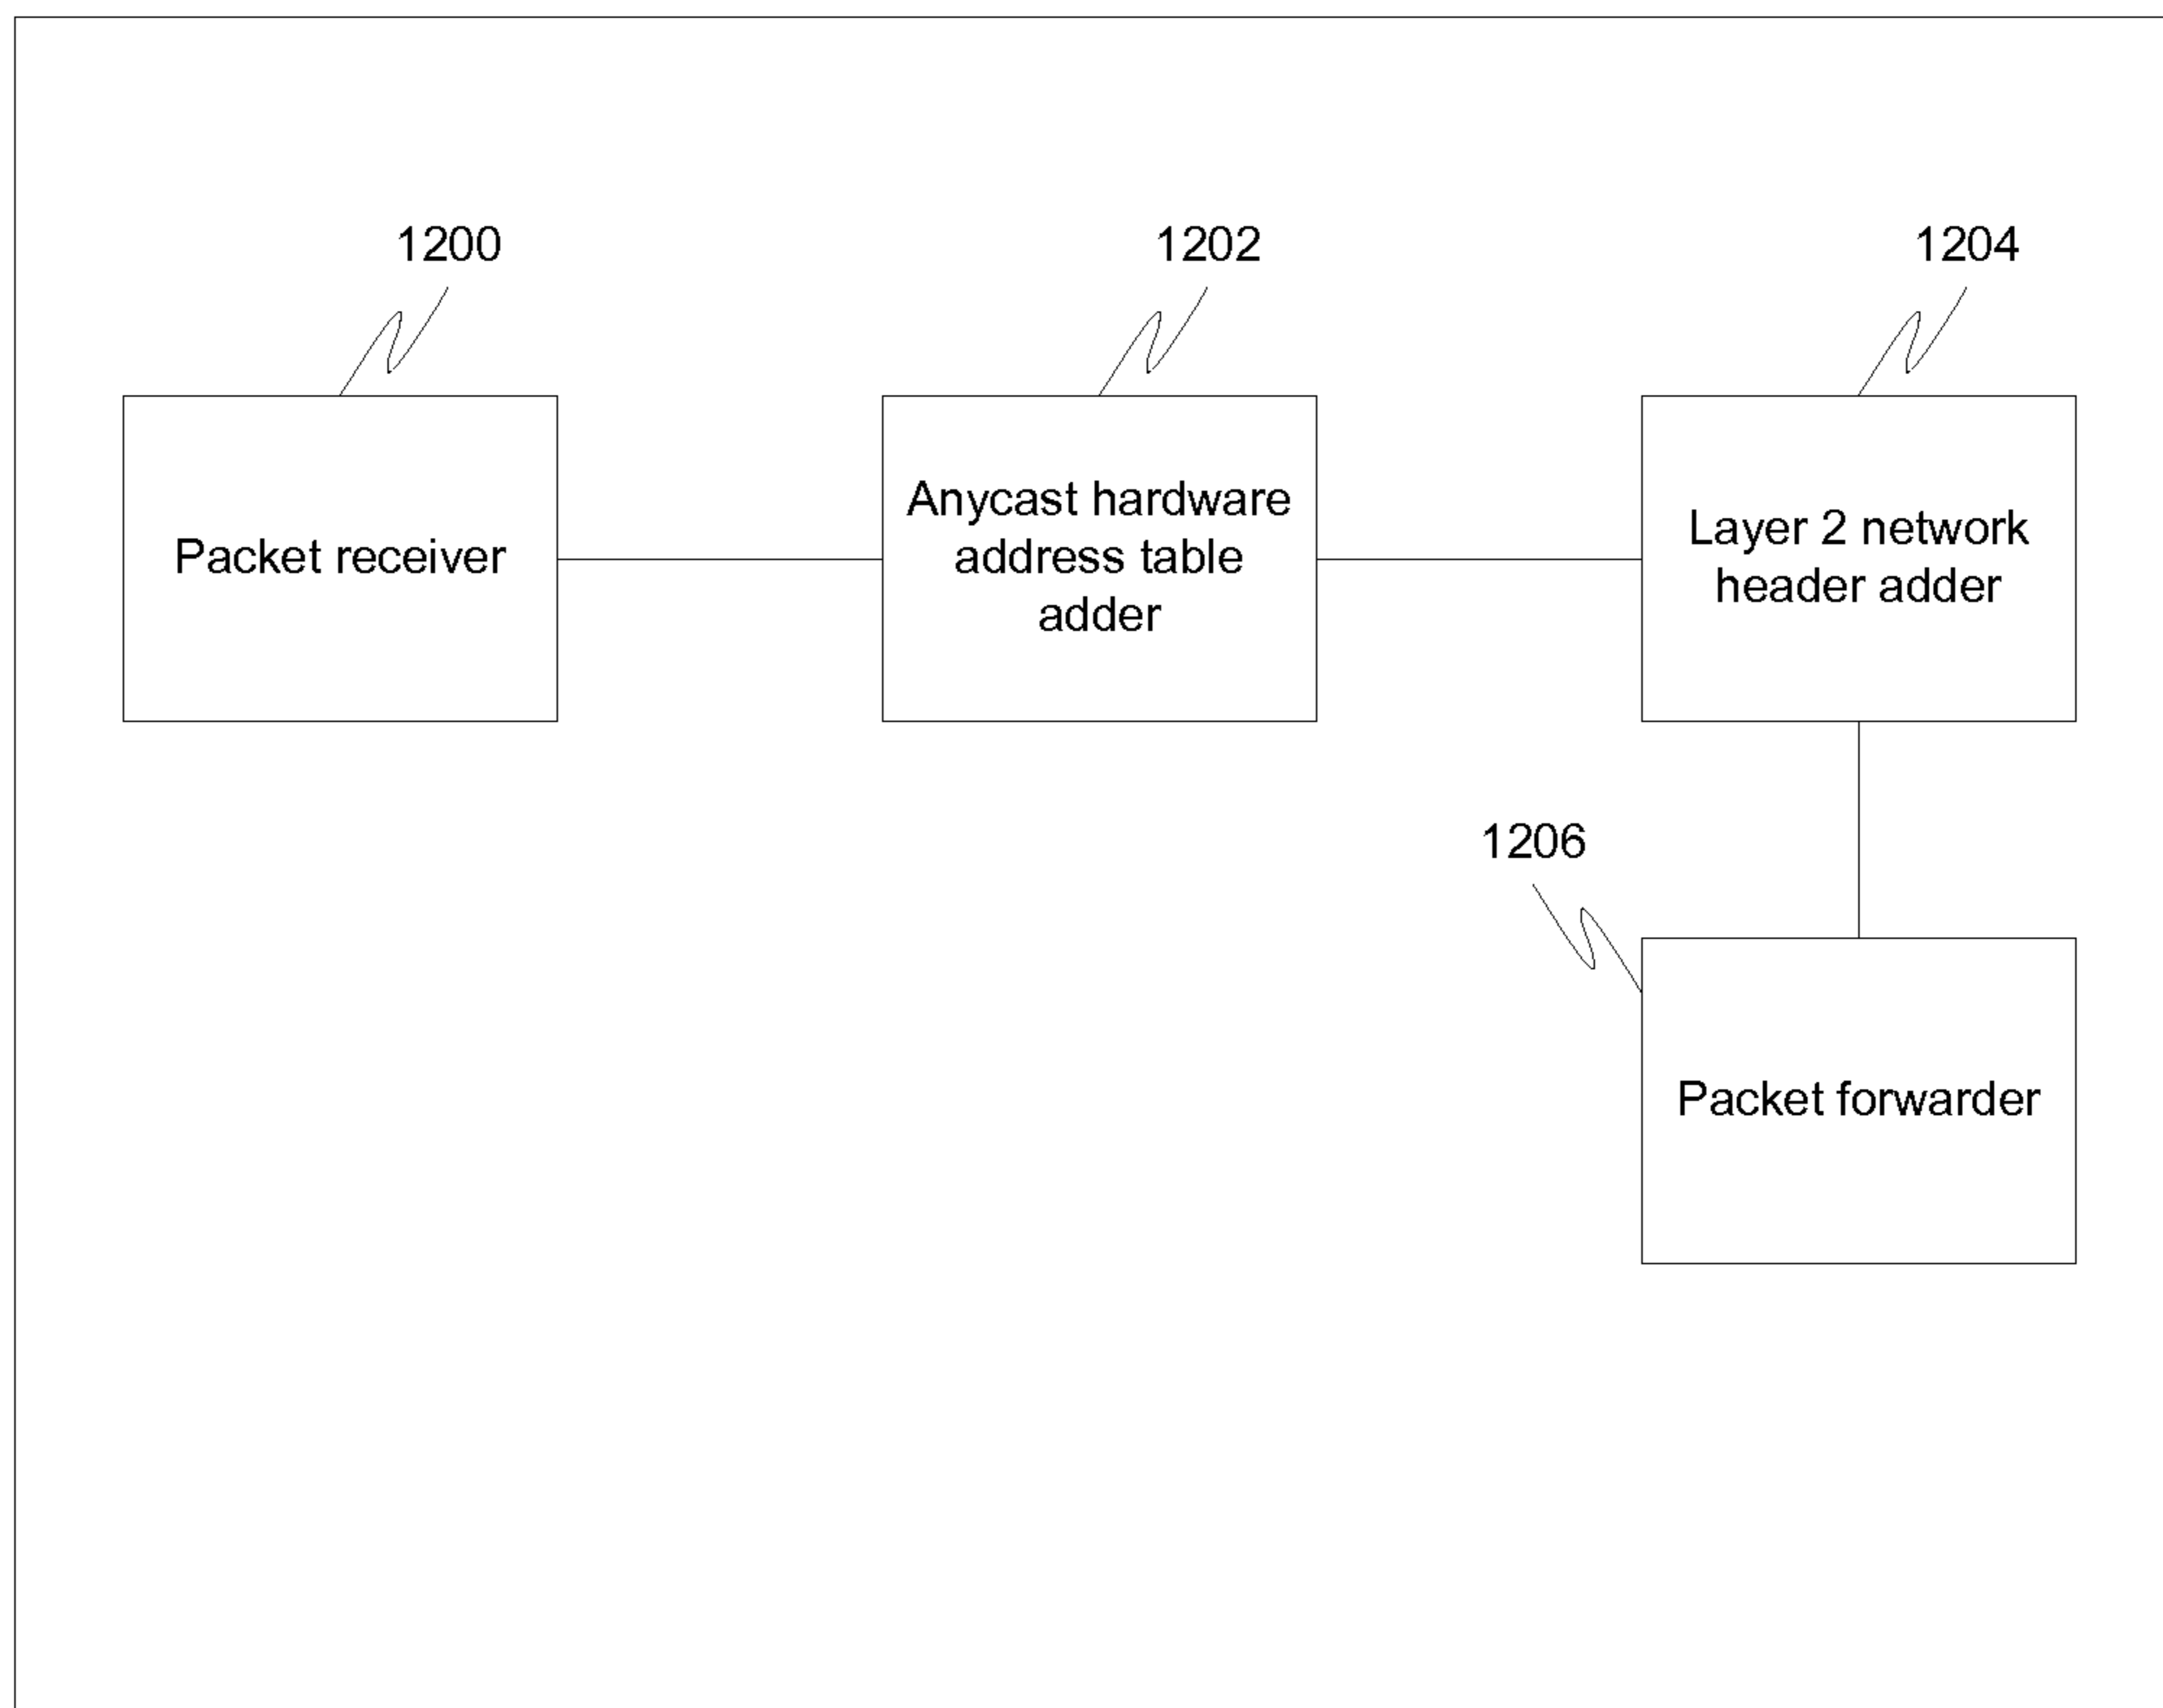 1200
1202
1204
Packet receiver
Anycast hardware
address table
adder
Layer 2 network
header adder
1206
Packet forwarder